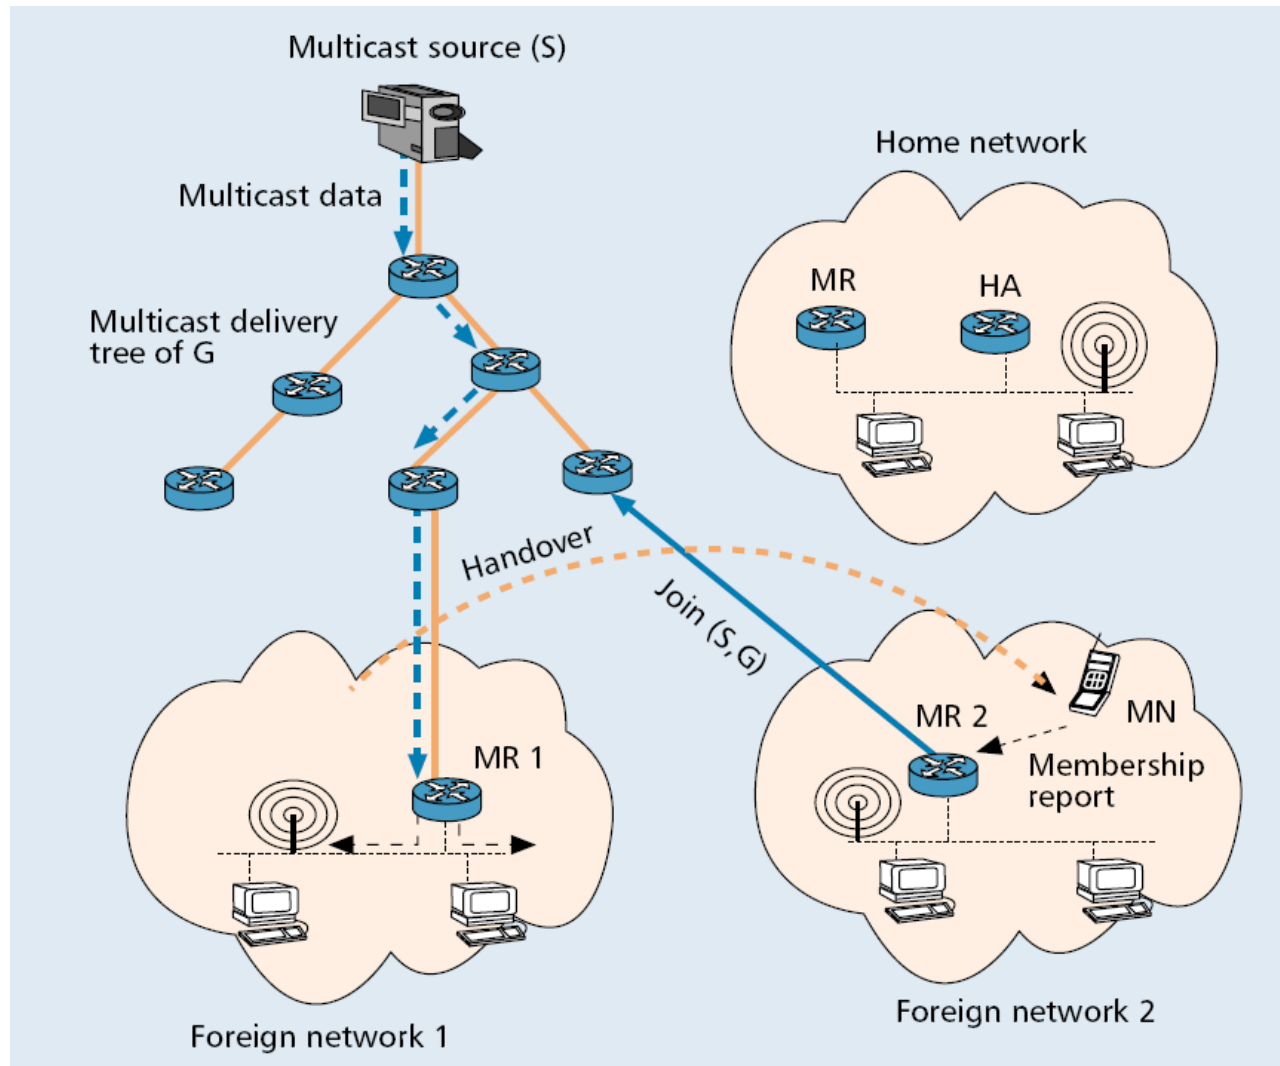 Multicast source (S)
Home network
Multicast data
MR
HA
Multicast delivery
tree of G
Handover
Join (S,G)
MR 1
MR 2
MN
Membership
report
Foreign network 1
Foreign network 2